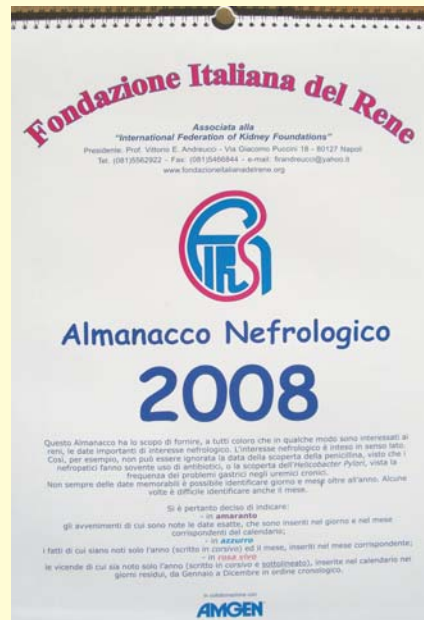 Fondazione Italiana del Rene
Associata alla
"International Federation of Kidney Foundations"
Presidente: Prof. Vittorio E. Andreucci - Via Giacomo Puccini 18 - 80127 Napoli
Tel. (081)5562922 - Fax: (081)5466844 - e-mail: firandreucci@yahoo.it
www.fondazioneitalianadelrene.org
FIR
Almanacco Nefrologico
2008
Questo Almanacco ha lo scopo di fornire, a tutti coloro che in qualche modo sono interessati ai
reni, le date importanti di interesse nefrologico. L'interesse nefrologico è inteso in senso lato.
Così, per esempio, non può essere ignorata la data della scoperta della penicillina, visto che i
nefropatici fanno sovente uso di antibiotici, o la scoperta dell'Helicobacter Pylori, vista la
frequenza dei problemi gastrici negli uremici cronici.
Non sempre delle date memorabili è possibile identificare giorno e mesi oltre all'anno. Alcune
volte è difficile identificare anche il mese.
Si è pertanto deciso di indicare:
- in amaranto
gli avvenimenti di cui sono note le date esatte, che sono inseriti nel giorno e nel mese
corrispondenti del calendario;
- in azzurro
i fatti di cui siano noti solo l'anno (scritto in corsivo) ed il mese, inseriti nel mese corrispondente;
- in rosa vivo
le vicende di cui sia noto solo l'anno (scritto in corsivo e sottolineato), inserite nel calendario nei
giorni residui, da Gennaio a Dicembre in ordine cronologico.
in collaborazione con
AMGEN